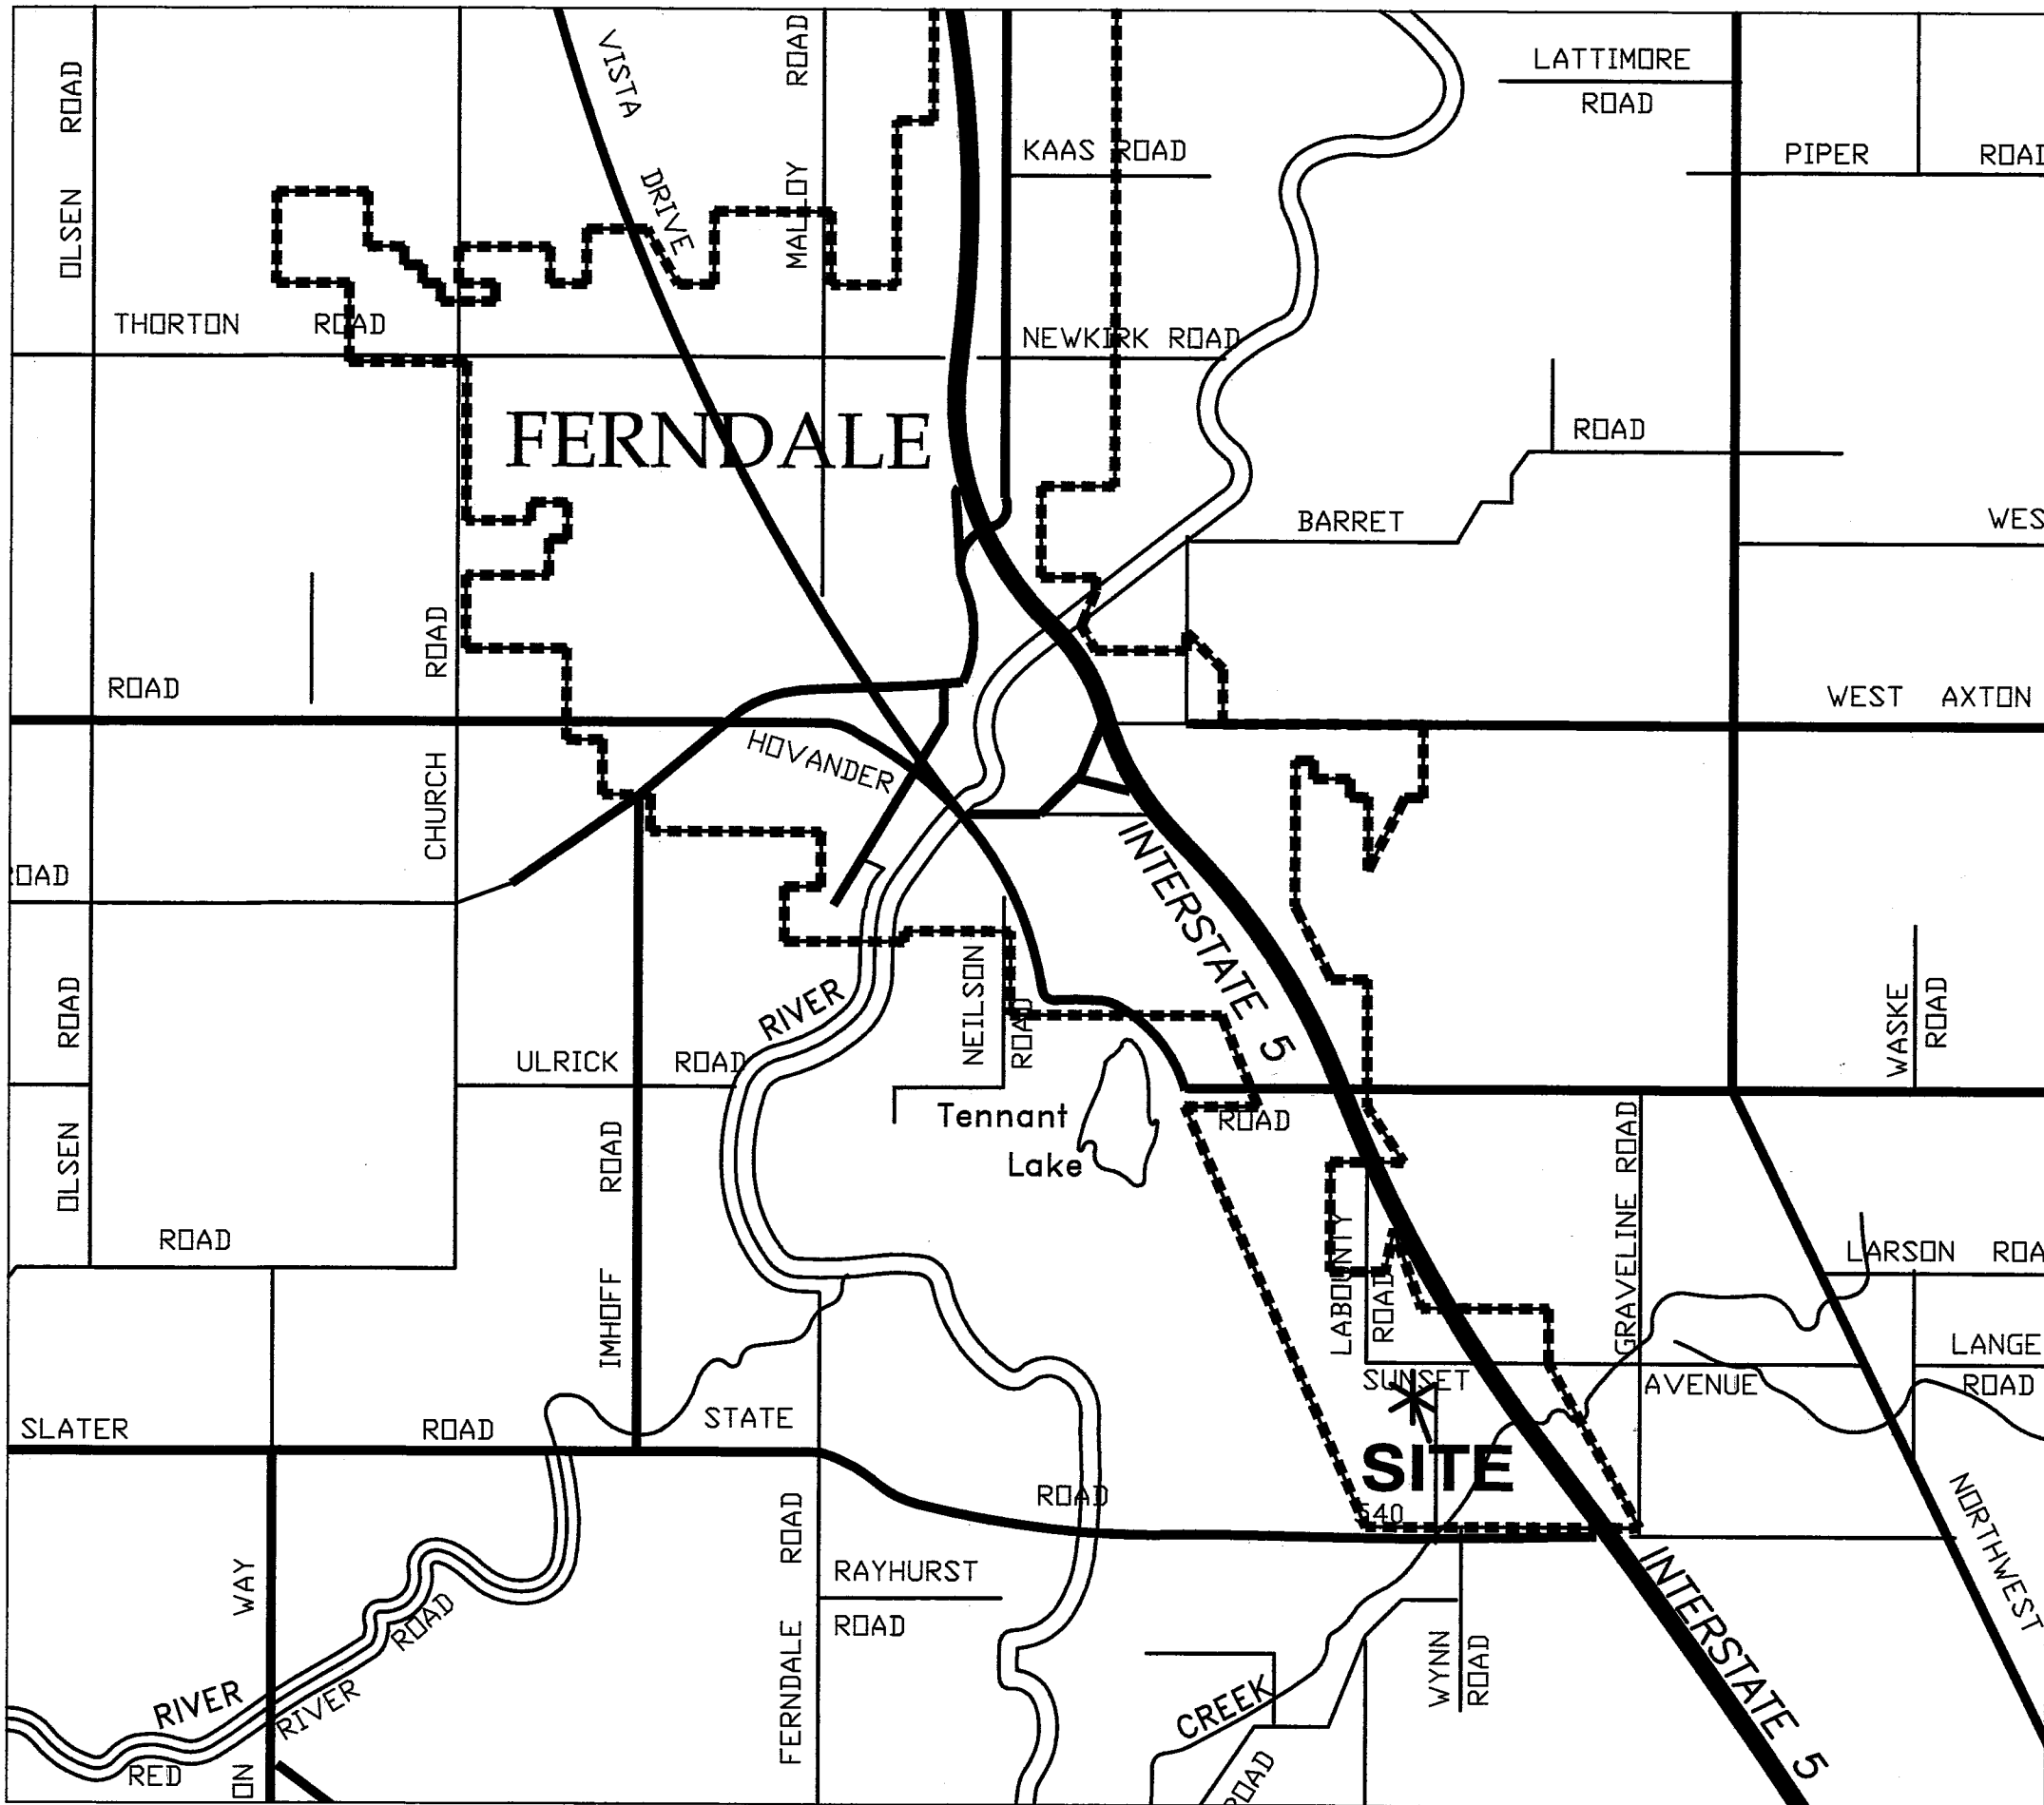 LATTIMORE
ROAD
VISTA
DRIVE
OLSEN ROAD
MALLOY ROAD
KAAS ROAD
PIPER ROAD
THORTON ROAD
NEWKIRK ROAD
FERNDALE
ROAD
BARRET
WES
ROAD
CHURCH ROAD
WEST AXTON
HOVANDER
INTERSTATE 5
OLSEN ROAD
RIVER
NEILSON
ROAD
WASKE
ROAD
ULRICK ROAD
Tennant
Lake
ROAD
IMHOFF ROAD
LABOUNTY
ROAD
GRAVELINE ROAD
ROAD
LARSON
LANGE
ROAD
SUNSET AVENUE
SLATER ROAD
STATE
ROAD
SITE
540
FERNDALE ROAD
RAYHURST
ROAD
WAY
ON
RIVER
RED RIVER ROAD
CREEK
ROAD
WYNN
ROAD
INTERSTATE 5
NORTHWEST